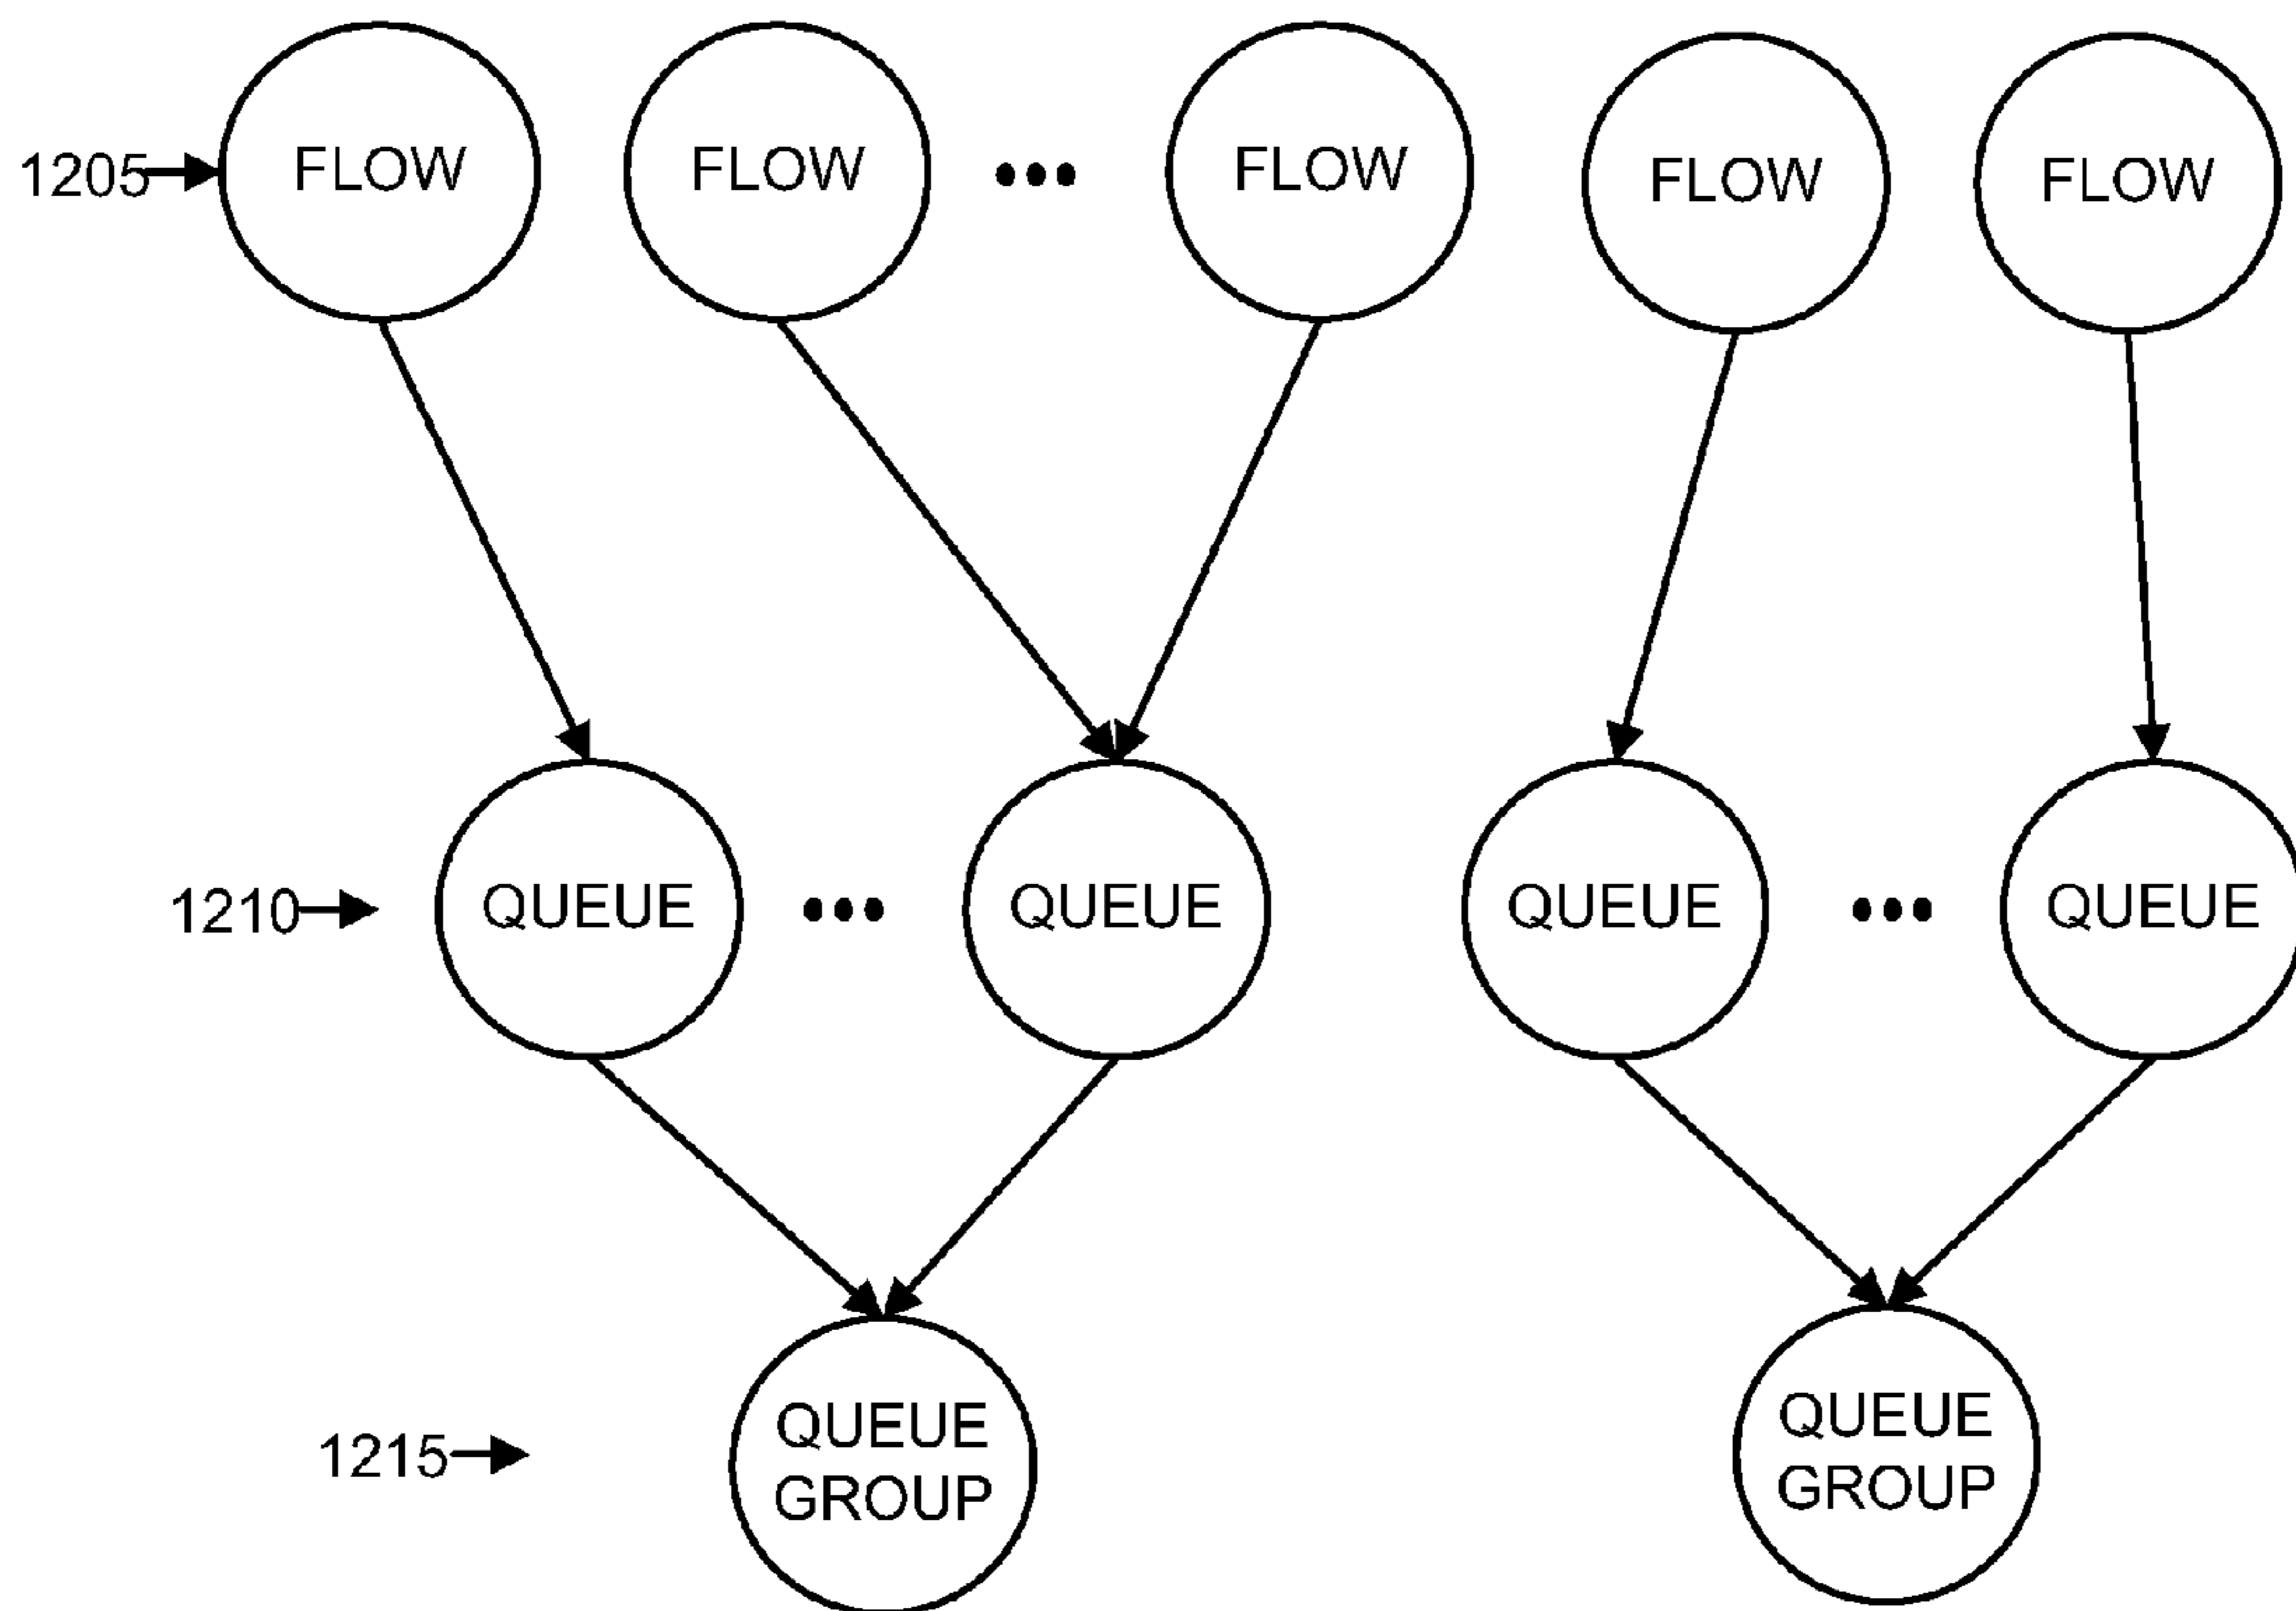 1205 FLOW FLOW ••• FLOW FLOW FLOW
1210 QUEUE ••• QUEUE QUEUE ••• QUEUE
1215 QUEUE GROUP QUEUE GROUP